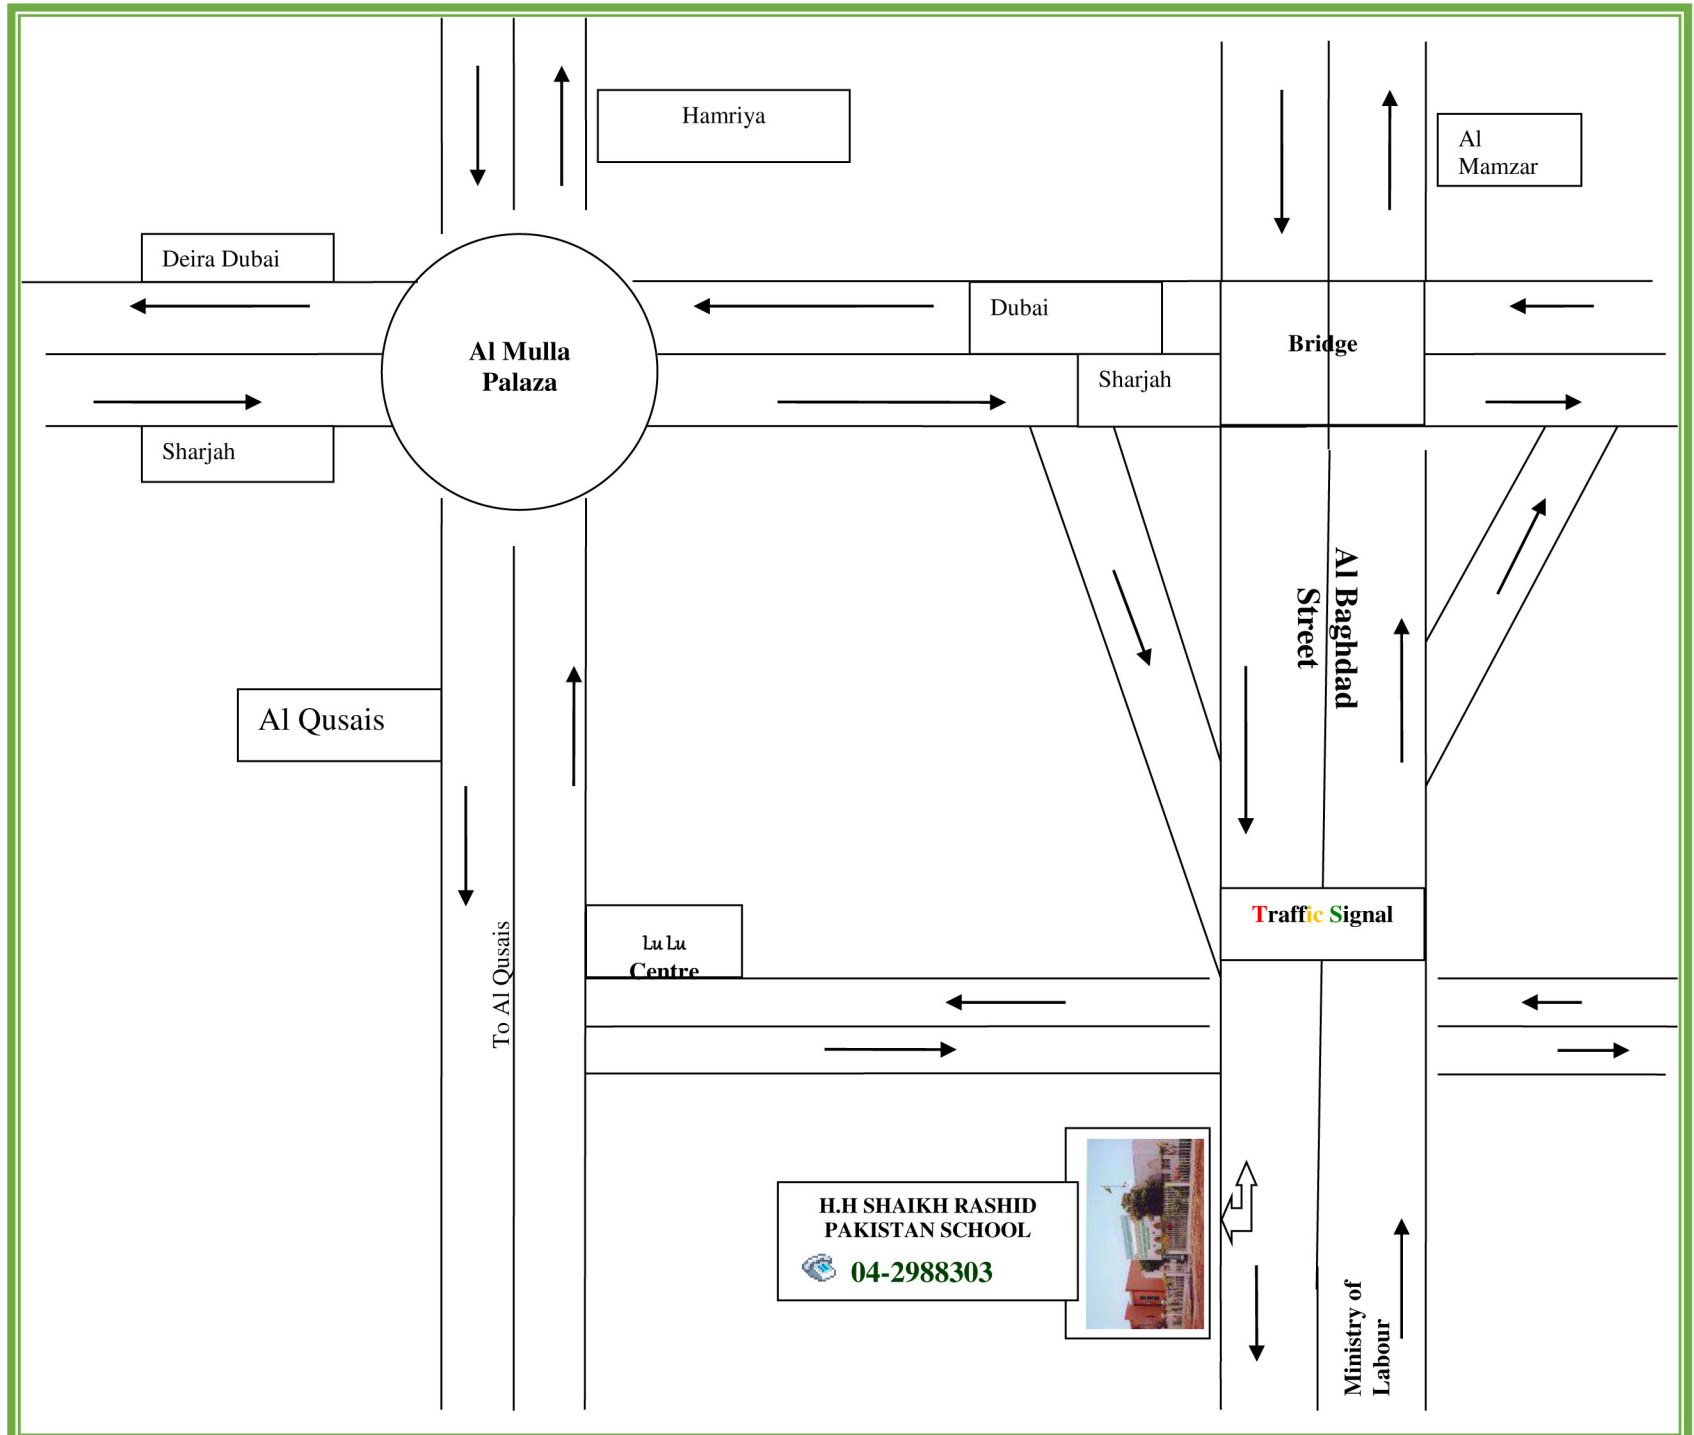 Hamriya
Al
Mamzar
Deira Dubai
Dubai
Bridge
Al Mulla
Palaza
Sharjah
Sharjah
Al Baghdad
Street
Al Qusais
Traffic Signal
Lu Lu
Centre
To Al Qusais
H.H SHAIKH RASHID
PAKISTAN SCHOOL
04-2988303
Ministry of
Labour